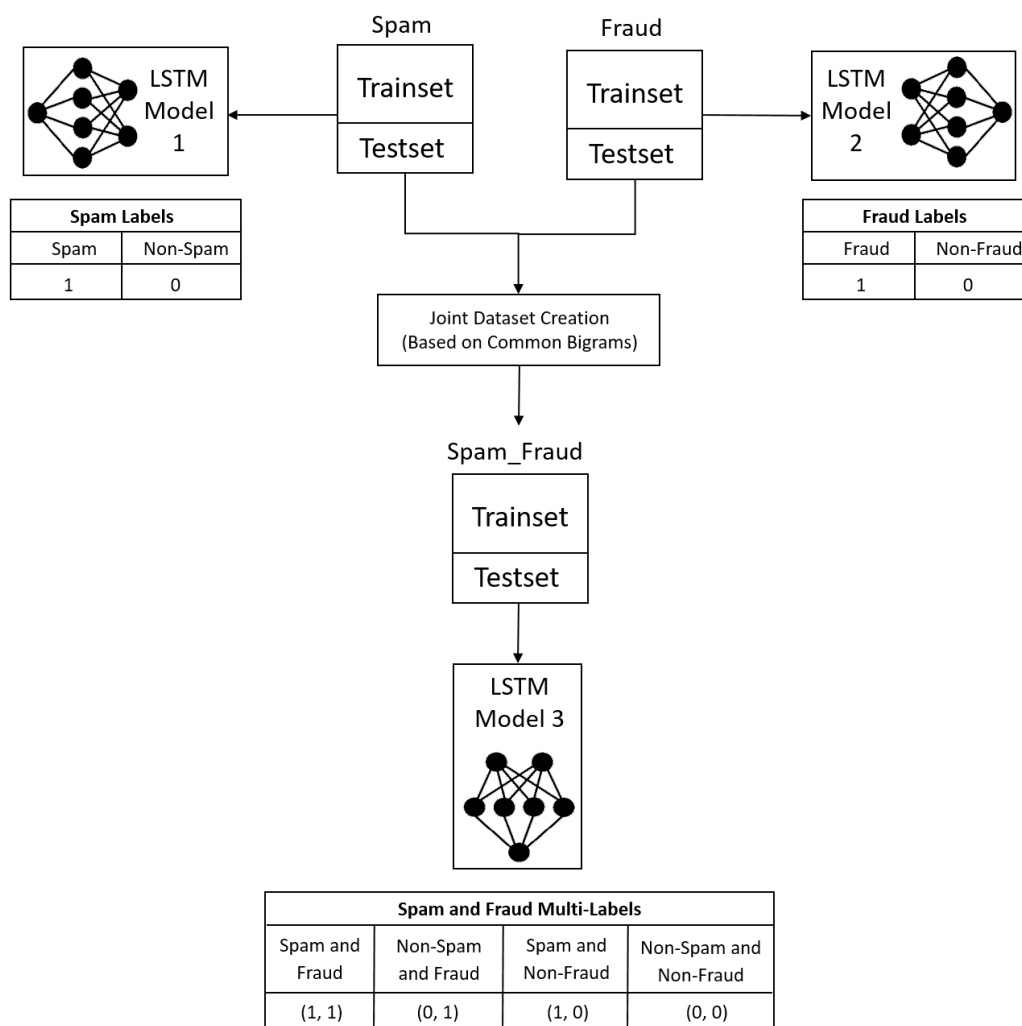 Spam
Fraud
LSTM
Model
1
Trainset
Testset
Trainset
Testset
LSTM
Model
2
Spam Labels
Spam Non-Spam
1 0
Fraud Labels
Fraud Non-Fraud
1 0
Joint Dataset Creation
(Based on Common Bigrams)
Spam_Fraud
Trainset
Testset
LSTM
Model 3
Spam and Fraud Multi-Labels
Spam and
Fraud
Non-Spam
and Fraud
Spam and
Non-Fraud
Non-Spam and
Non-Fraud
(1, 1) (0, 1) (1, 0) (0, 0)